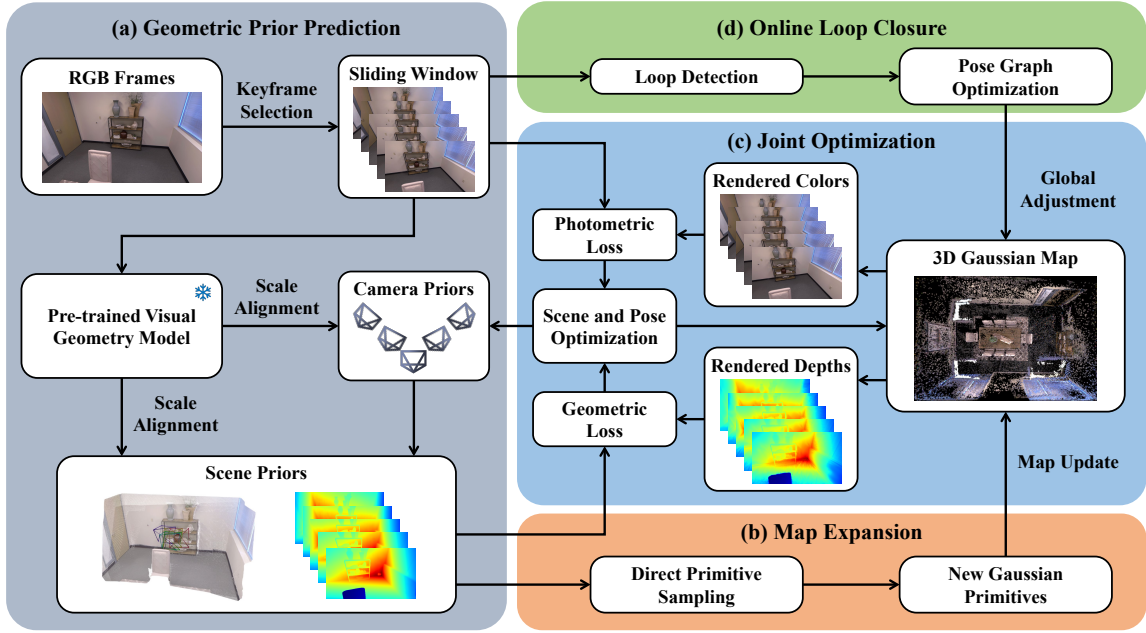 (a) Geometric Prior Prediction
RGB Frames
Keyframe
Selection
Sliding Window
Pre-trained Visual
Geometry Model
Scale
Alignment
Camera Priors
Scale
Alignment
Scene Priors
(d) Online Loop Closure
Loop Detection
Pose Graph
Optimization
(c) Joint Optimization
Global
Adjustment
Rendered Colors
Photometric
Loss
3D Gaussian Map
Scene and Pose
Optimization
Rendered Depths
Geometric
Loss
Map Update
(b) Map Expansion
Direct Primitive
Sampling
New Gaussian
Primitives